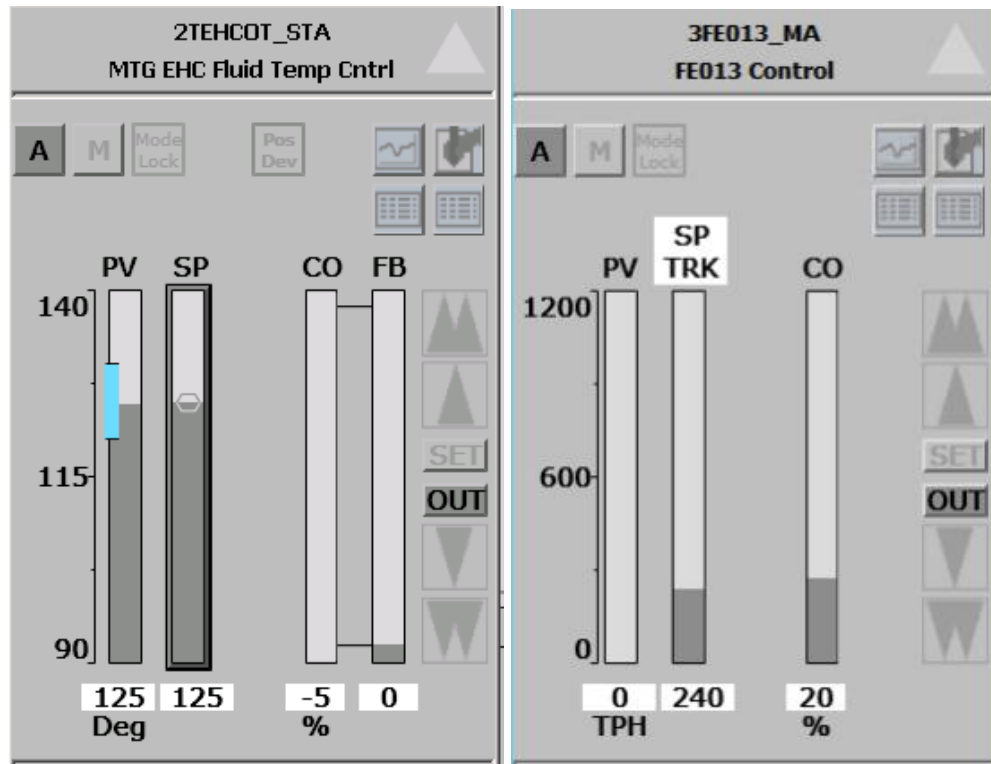 2TEHCOT_STA
MTG EHC Fluid Temp Cntrl
A M Mode Lock Pos Dev
PV SP CO FB
140
115
90
SET
OUT
125 125 -5 0
Deg %
3FE013_MA
FE013 Control
A M Mode Lock
SP
PV TRK CO
1200
600
0
SET
OUT
0 240 20
TPH %